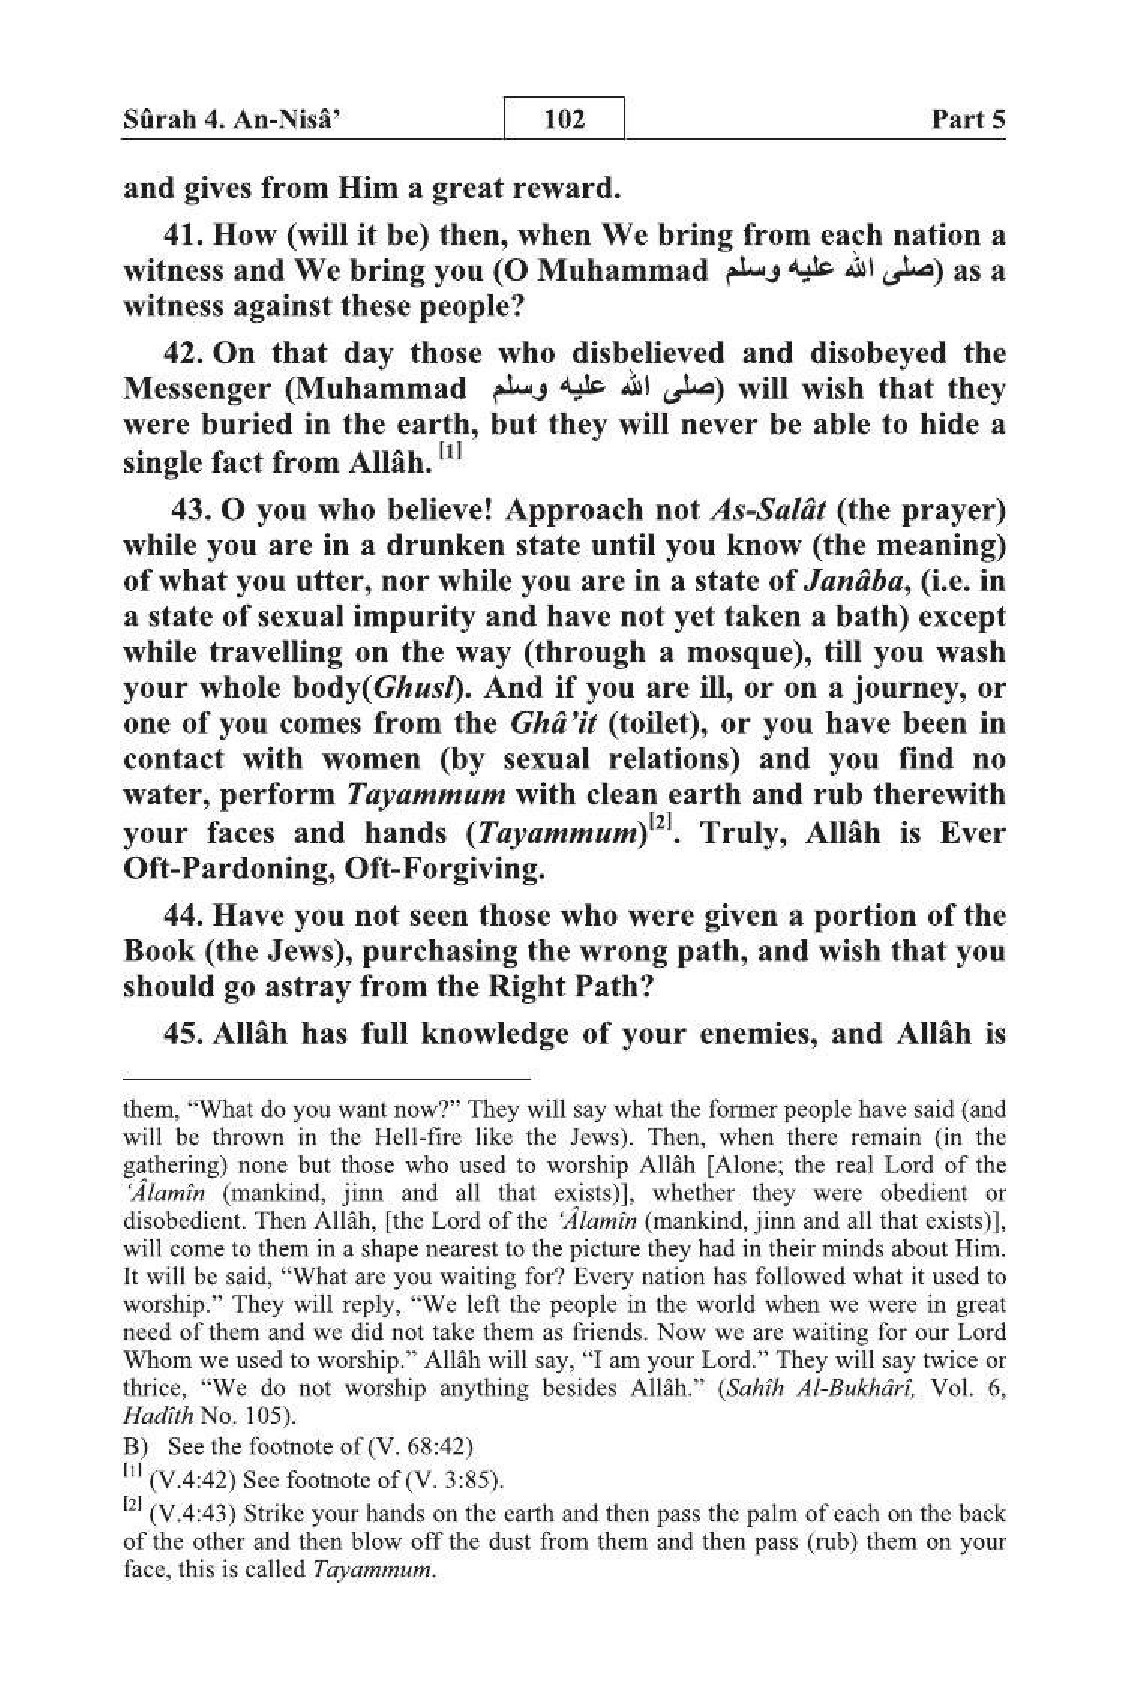 Sûrah 4. An-Nisâ’ 102 Part 5
and gives from Him a great reward.
41. How (will it be) then, when We bring from each nation a
witness and We bring you (O Muhammad صلى الله عليه وسلم) as a
witness against these people?
42. On that day those who disbelieved and disobeyed the
Messenger (Muhammad صلى الله عليه وسلم) will wish that they
were buried in the earth, but they will never be able to hide a
single fact from Allâh. [1]
43. O you who believe! Approach not As-Salât (the prayer)
while you are in a drunken state until you know (the meaning)
of what you utter, nor while you are in a state of Janâba, (i.e. in
a state of sexual impurity and have not yet taken a bath) except
while travelling on the way (through a mosque), till you wash
your whole body(Ghusl). And if you are ill, or on a journey, or
one of you comes from the Ghâ’it (toilet), or you have been in
contact with women (by sexual relations) and you find no
water, perform Tayammum with clean earth and rub therewith
your faces and hands (Tayammum)[2]. Truly, Allâh is Ever
Oft-Pardoning, Oft-Forgiving.
44. Have you not seen those who were given a portion of the
Book (the Jews), purchasing the wrong path, and wish that you
should go astray from the Right Path?
45. Allâh has full knowledge of your enemies, and Allâh is
them, “What do you want now?” They will say what the former people have said (and
will be thrown in the Hell-fire like the Jews). Then, when there remain (in the
gathering) none but those who used to worship Allâh [Alone; the real Lord of the
‘Âlamîn (mankind, jinn and all that exists)], whether they were obedient or
disobedient. Then Allâh, [the Lord of the ‘Âlamîn (mankind, jinn and all that exists)],
will come to them in a shape nearest to the picture they had in their minds about Him.
It will be said, “What are you waiting for? Every nation has followed what it used to
worship.” They will reply, “We left the people in the world when we were in great
need of them and we did not take them as friends. Now we are waiting for our Lord
Whom we used to worship.” Allâh will say, “I am your Lord.” They will say twice or
thrice, “We do not worship anything besides Allâh.” (Sahîh Al-Bukhârî, Vol. 6,
Hadîth No. 105).
B) See the footnote of (V. 68:42)
[1] (V.4:42) See footnote of (V. 3:85).
[2] (V.4:43) Strike your hands on the earth and then pass the palm of each on the back
of the other and then blow off the dust from them and then pass (rub) them on your
face, this is called Tayammum.